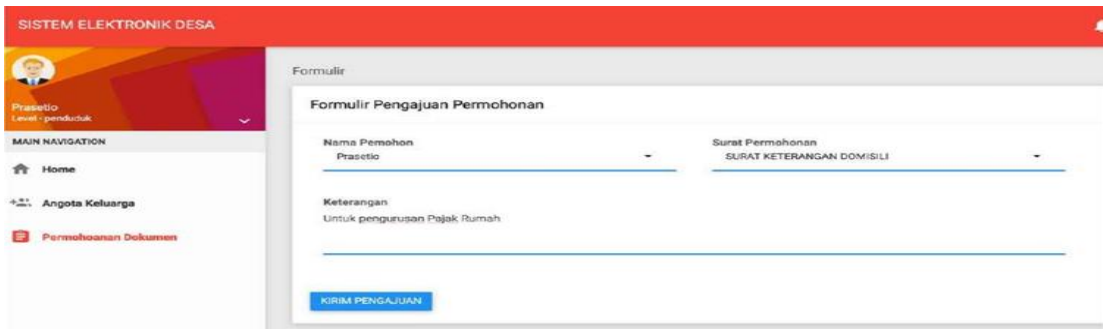 SISTEM ELEKTRONIK DESA
Prasetio
Level - penduduk
MAIN NAVIGATION
Home
Angota Keluarga
Permohoanan Dokumen
Formulir
Formulir Pengajuan Permohonan
Nama Pemohon
Prasetio
Surat Permohonan
SURAT KETERANGAN DOMISILI
Keterangan
Untuk pengurusan Pajak Rumah
KIRIM PENGAJUAN